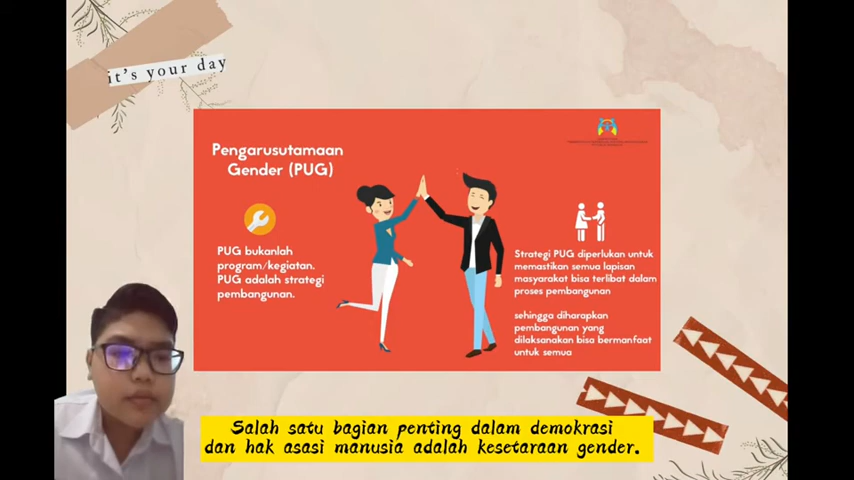 it's your day
Pengarusutamaan
Gender (PUG)
PUG bukanlah
program/kegiatan.
PUG adalah strategi
pembangunan.
Strategi PUG diperlukan untuk
memastikan semua lapisan
masyarakat bisa terlibat dalam
proses pembangunan
sehingga diharapkan
pembangunan yang
dilaksanakan bisa bermanfaat
untuk semua
Salah satu bagian penting dalam demokrasi
dan hak asasi manusia adalah kesetaraan gender.